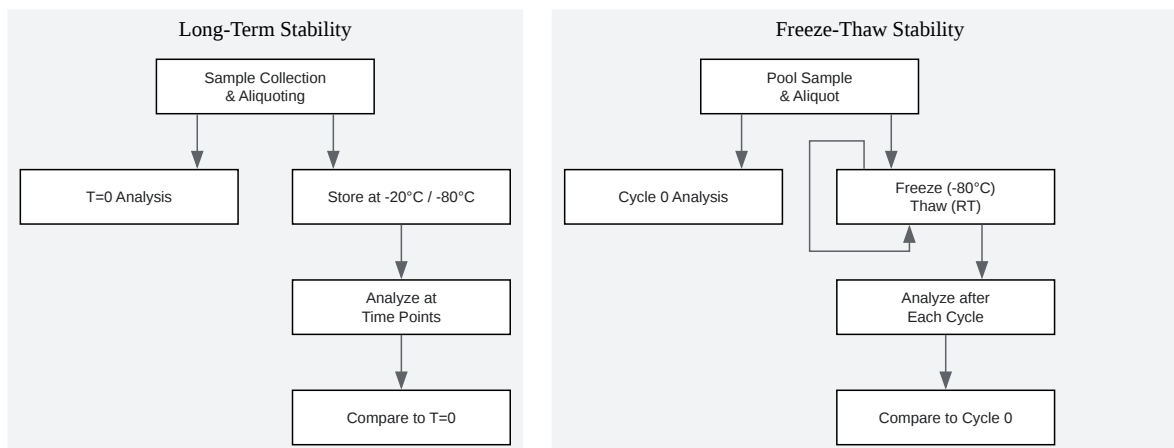 Long-Term Stability
Sample Collection
& Aliquoting
T=0 Analysis
Store at -20°C / -80°C
Analyze at
Time Points
Compare to T=0
Freeze-Thaw Stability
Pool Sample
& Aliquot
Cycle 0 Analysis
Freeze (-80°C)
Thaw (RT)
Analyze after
Each Cycle
Compare to Cycle 0